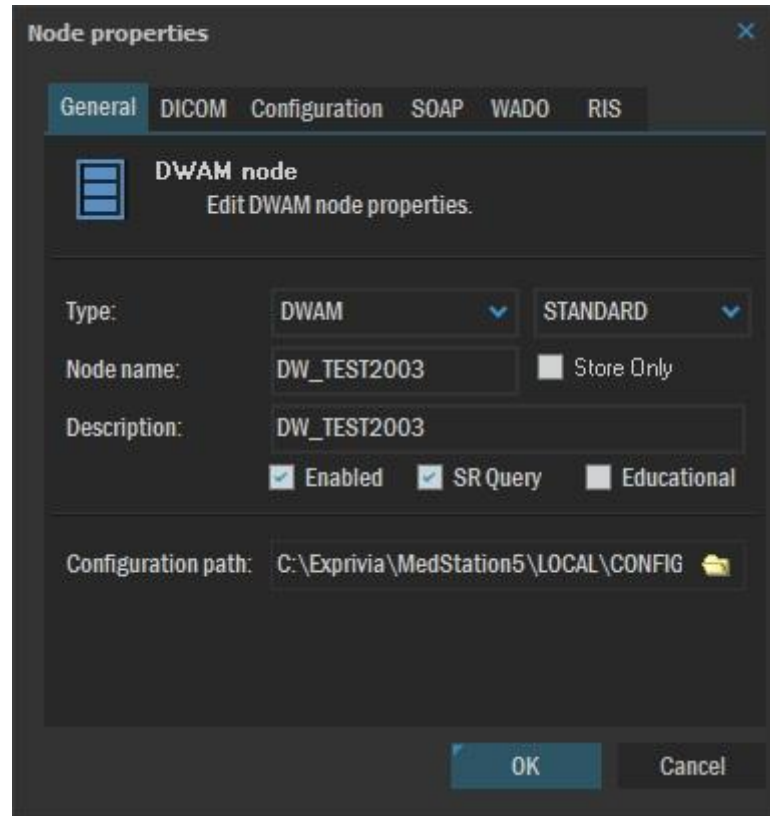 Node properties
General DICOM Configuration SOAP WADO RIS
DWAM node
Edit DWAM node properties.
Type: DWAM STANDARD
Node name: DW_TEST2003 Store Only
Description: DW_TEST2003
Enabled SR Query Educational
Configuration path: C:\Exprivia\MedStation5\LOCAL\CONFIG
OK Cancel